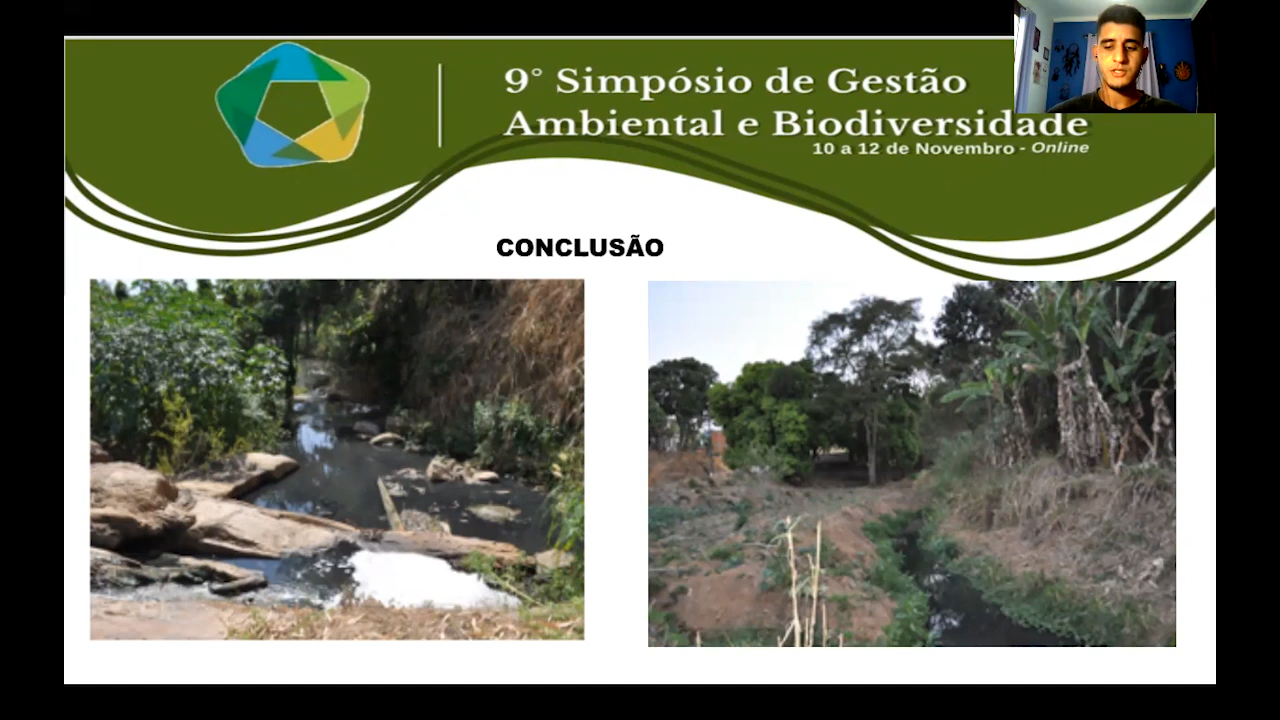 9° Simpósio de Gestão
Ambiental e Biodiversidade
10 a 12 de Novembro - Online
CONCLUSÃO